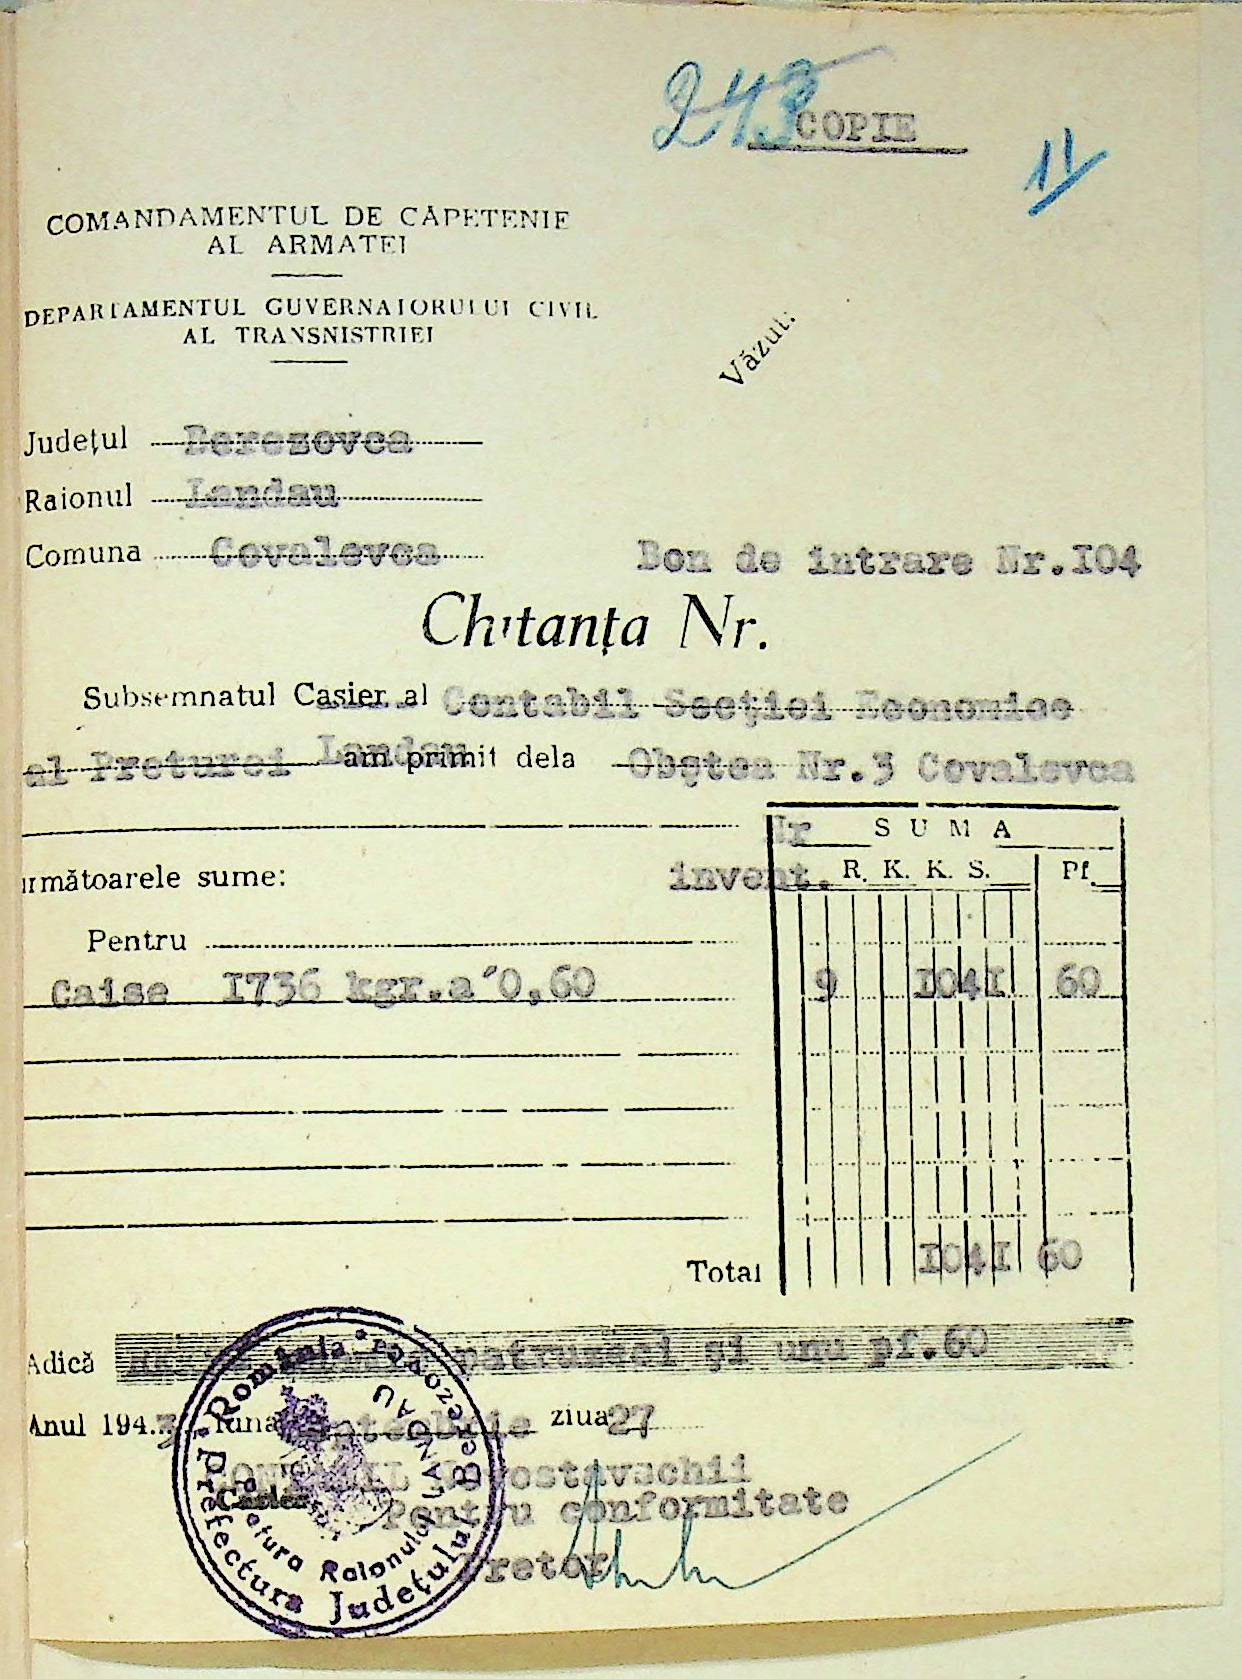 243
COPIE
11
COMANDAMENTUL DE CĂPETENIE
AL ARMATEI
DEPARTAMENTUL GUVERNATORULUI CIVIL
AL TRANSNISTRIEI
Văzut:
Județul Berezovca
Raionul Landau
Comuna Covalevca
Bon de intrare Nr.I04
Chitanța Nr.
Subsemnatul Casier al Contabil Secției Economice
al Preturei Landau am primit dela Obștea Nr.3 Covalevca
Nr
invent.
SUMA
R. K. K. S. Pf.
următoarele sume:
Pentru
Caise I736 kgr.a´0,60 9 I04I 60
Total I04I 60
Adică patruzeci și unu pf.60
Anul 1943 luna Septembrie ziua 27
CONTABIL
Casier
Pentru conformitate
Pretor
România
Prefectura Județului Berezovca
Pretura Raionului LANDAU